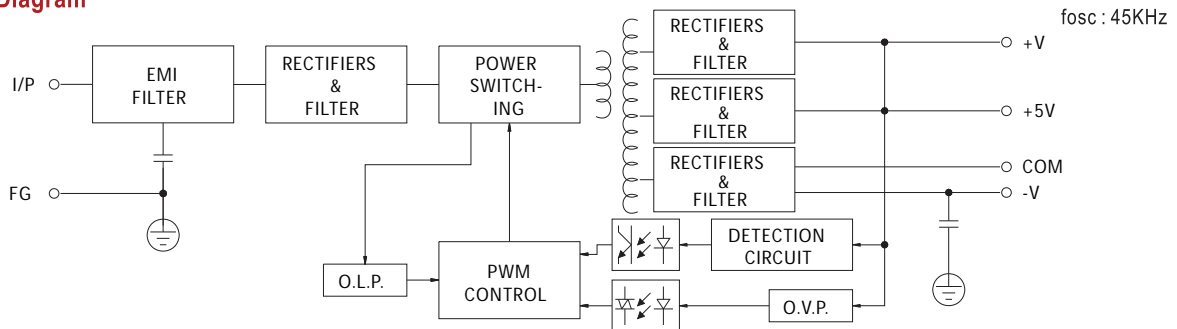 Diagram
fosc : 45KHz
I/P
EMI
FILTER
RECTIFIERS
&
FILTER
POWER
SWITCH-
ING
RECTIFIERS
&
FILTER
+V
RECTIFIERS
&
FILTER
+5V
RECTIFIERS
&
FILTER
COM
-V
FG
O.L.P.
PWM
CONTROL
DETECTION
CIRCUIT
O.V.P.